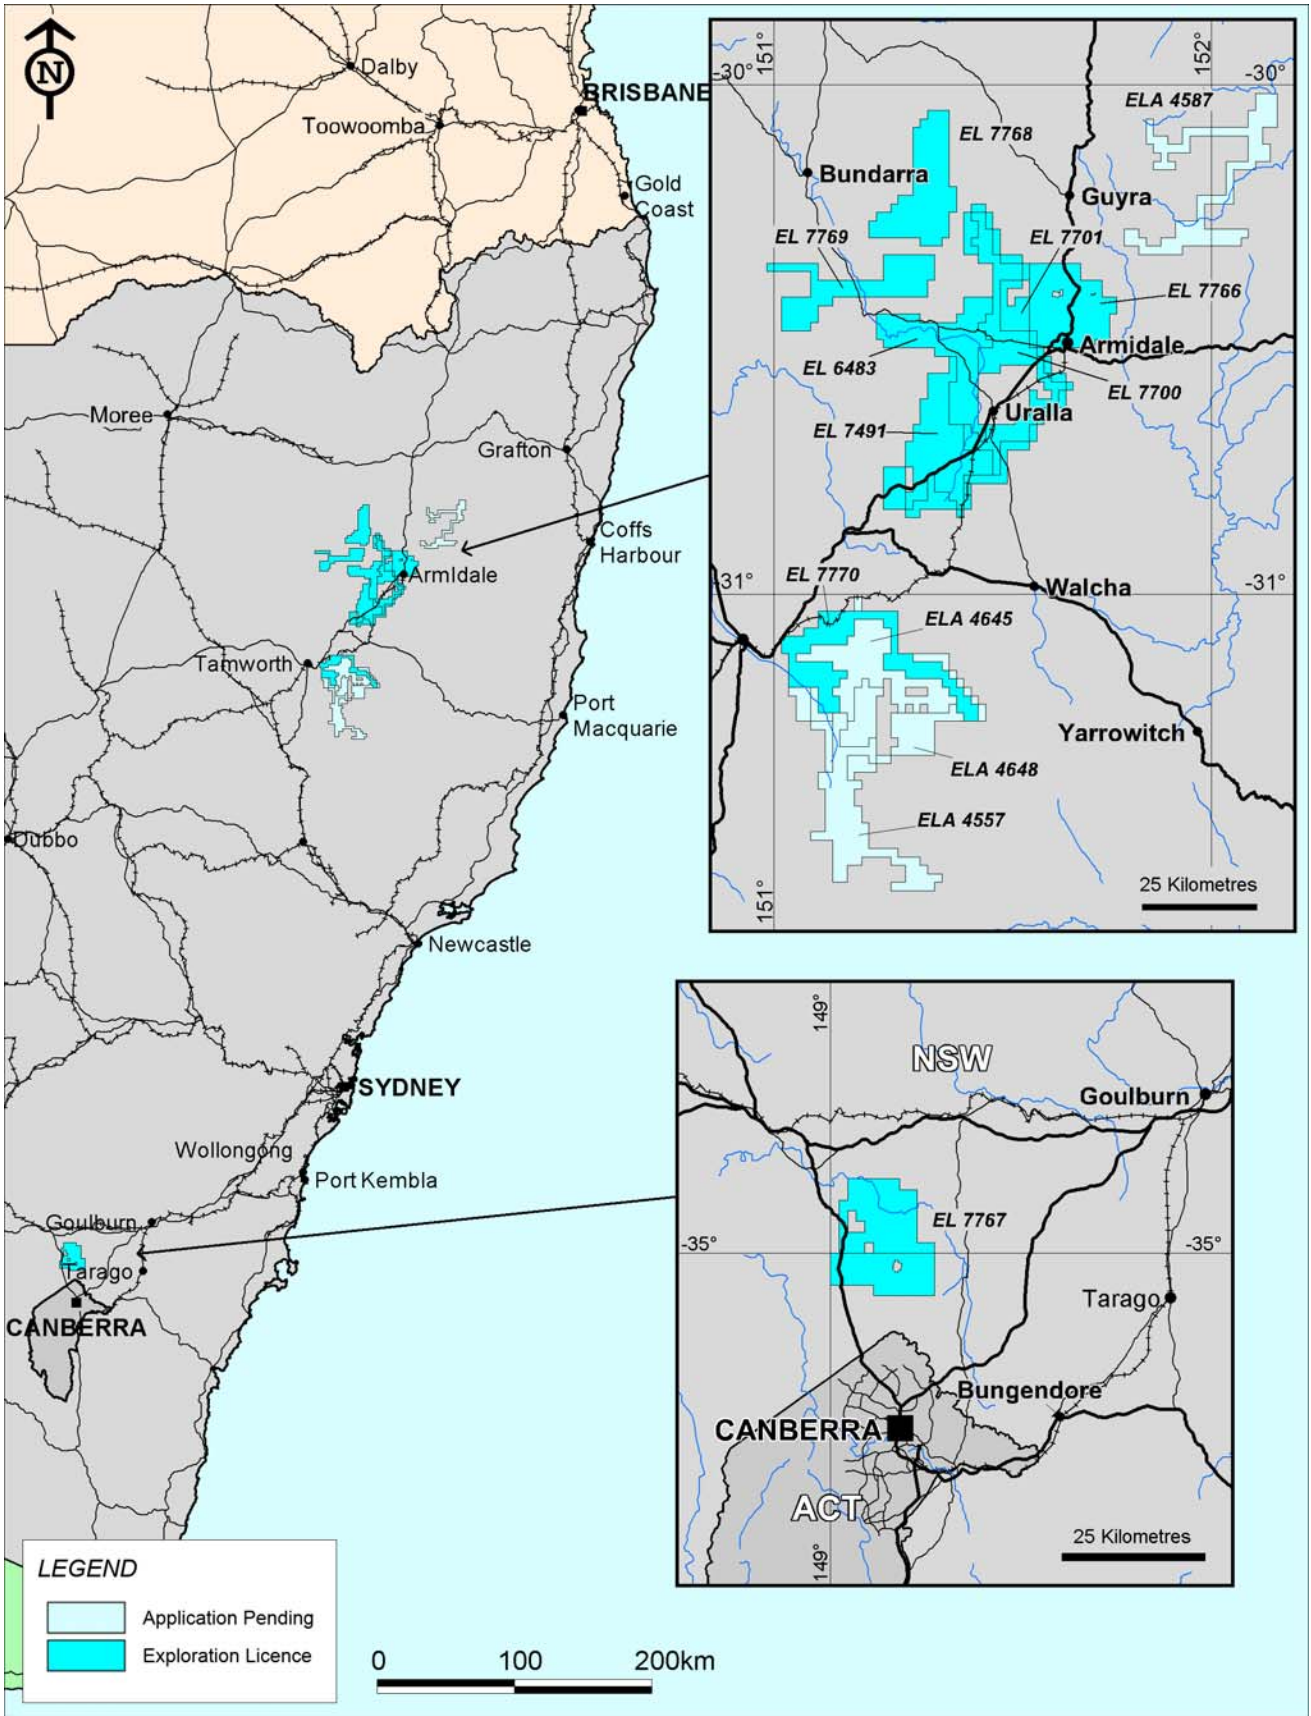 N
Dalby
BRISBANE
Toowoomba
Gold
Coast
Moree
Grafton
Coffs
Harbour
ArmIdale
Tamworth
Port
Macquarie
Dubbo
Newcastle
SYDNEY
Wollongong
Port Kembla
Goulburn
Tarago
CANBERRA
151°
152°
-30°
-30°
ELA 4587
EL 7768
Bundarra
Guyra
EL 7769
EL 7701
EL 7766
Armidale
EL 6483
EL 7700
Uralla
EL 7491
-31°
-31°
EL 7770
Walcha
ELA 4645
Yarrowitch
ELA 4648
ELA 4557
151°
25 Kilometres
149°
NSW
Goulburn
EL 7767
-35°
-35°
Tarago
Bungendore
CANBERRA
ACT
149°
25 Kilometres
LEGEND
Application Pending
Exploration Licence
0 100 200km